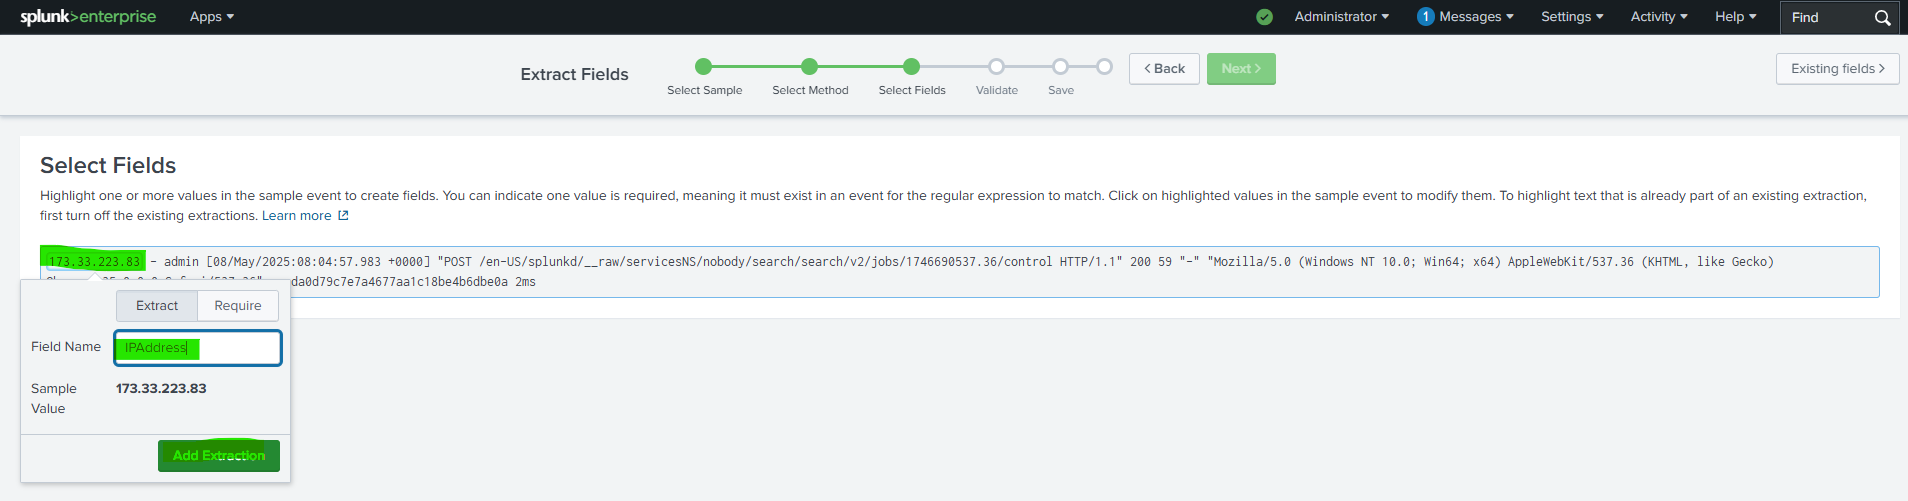 splunk>enterprise Apps Administrator 1 Messages Settings Activity Help Find
Extract Fields Select Sample Select Method Select Fields Validate Save < Back Next > Existing fields >
Select Fields
Highlight one or more values in the sample event to create fields. You can indicate one value is required, meaning it must exist in an event for the regular expression to match. Click on highlighted values in the sample event to modify them. To highlight text that is already part of an existing extraction,
first turn off the existing extractions. Learn more
173.33.223.83 - admin [08/May/2025:08:04:57.983 +0000] "POST /en-US/splunkd/__raw/servicesNS/nobody/search/search/v2/jobs/1746690537.36/control HTTP/1.1" 200 59 "-" "Mozilla/5.0 (Windows NT 10.0; Win64; x64) AppleWebKit/537.36 (KHTML, like Gecko)
da0d79c7e7a4677aa1c18be4b6dbe0a 2ms
Extract Require
Field Name IPAddress
Sample 173.33.223.83
Value
Add Extraction